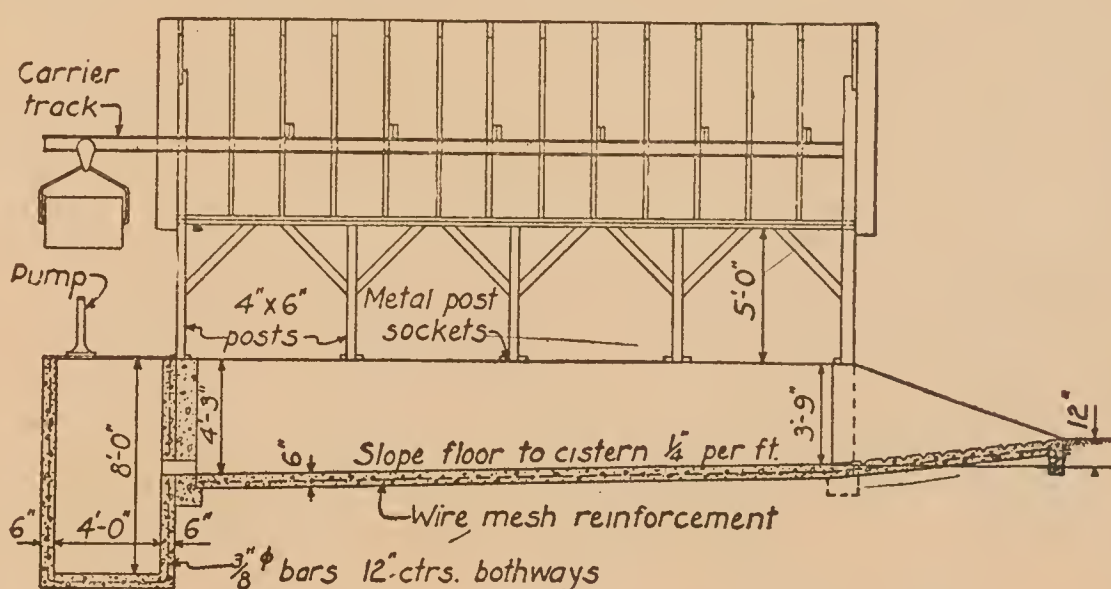 Carrier
track
Pump
4"x6"
posts
Metal post
sockets
5'-0"
4'-3"
3'-9"
12"
8'-0"
6"
Slope floor to cistern ¼" per ft.
6"
4'-0"
6"
Wire mesh reinforcement
⅜"ϕ bars 12"-ctrs. bothways